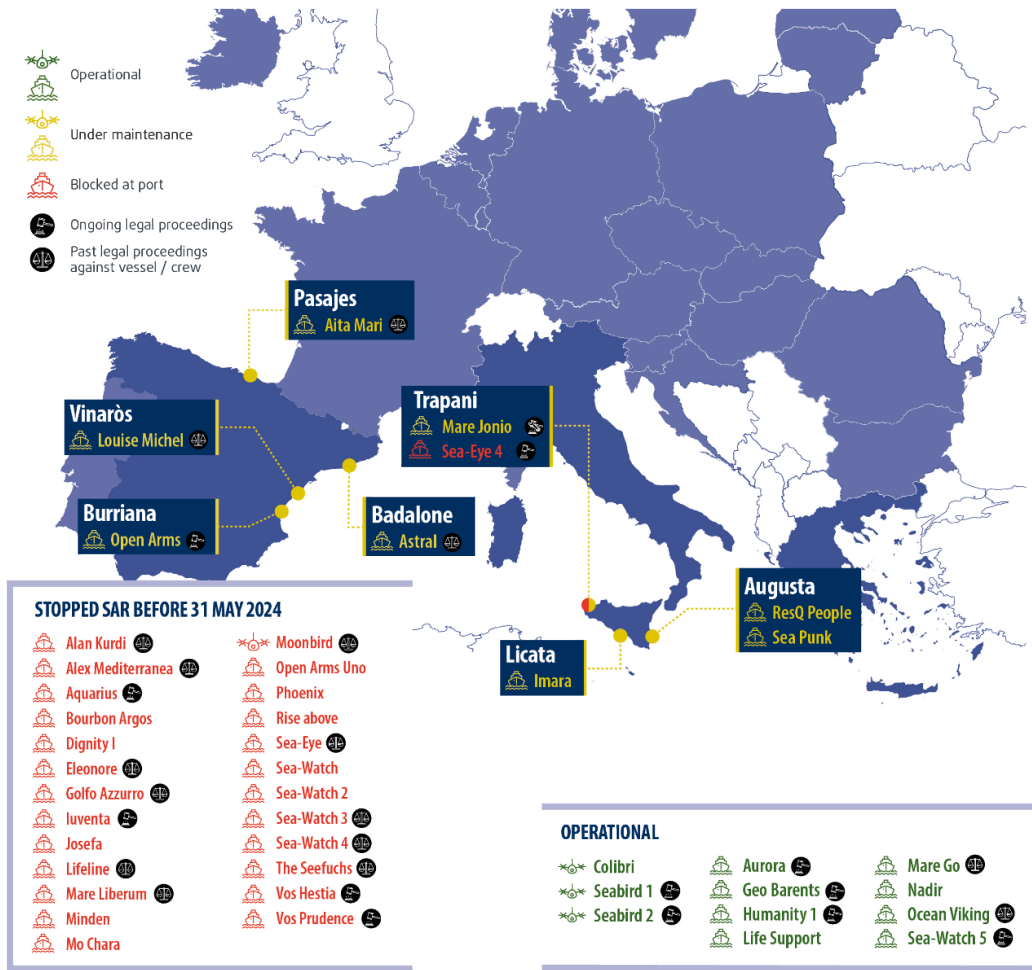 Operational
Under maintenance
Blocked at port
Ongoing legal proceedings
Past legal proceedings
against vessel / crew
Pasajes
Aita Mari
Vinaròs
Louise Michel
Burriana
Open Arms
Badalone
Astral
Trapani
Mare Jonio
Sea-Eye 4
Augusta
ResQ People
Sea Punk
Licata
Imara
STOPPED SAR BEFORE 31 MAY 2024
Alan Kurdi
Alex Mediterranea
Aquarius
Bourbon Argos
Dignity I
Eleonore
Golfo Azzurro
Iuventa
Josefa
Lifeline
Mare Liberum
Minden
Mo Chara
Moonbird
Open Arms Uno
Phoenix
Rise above
Sea-Eye
Sea-Watch
Sea-Watch 2
Sea-Watch 3
Sea-Watch 4
The Seefuchs
Vos Hestia
Vos Prudence
OPERATIONAL
Colibri
Seabird 1
Seabird 2
Aurora
Geo Barents
Humanity 1
Life Support
Mare Go
Nadir
Ocean Viking
Sea-Watch 5